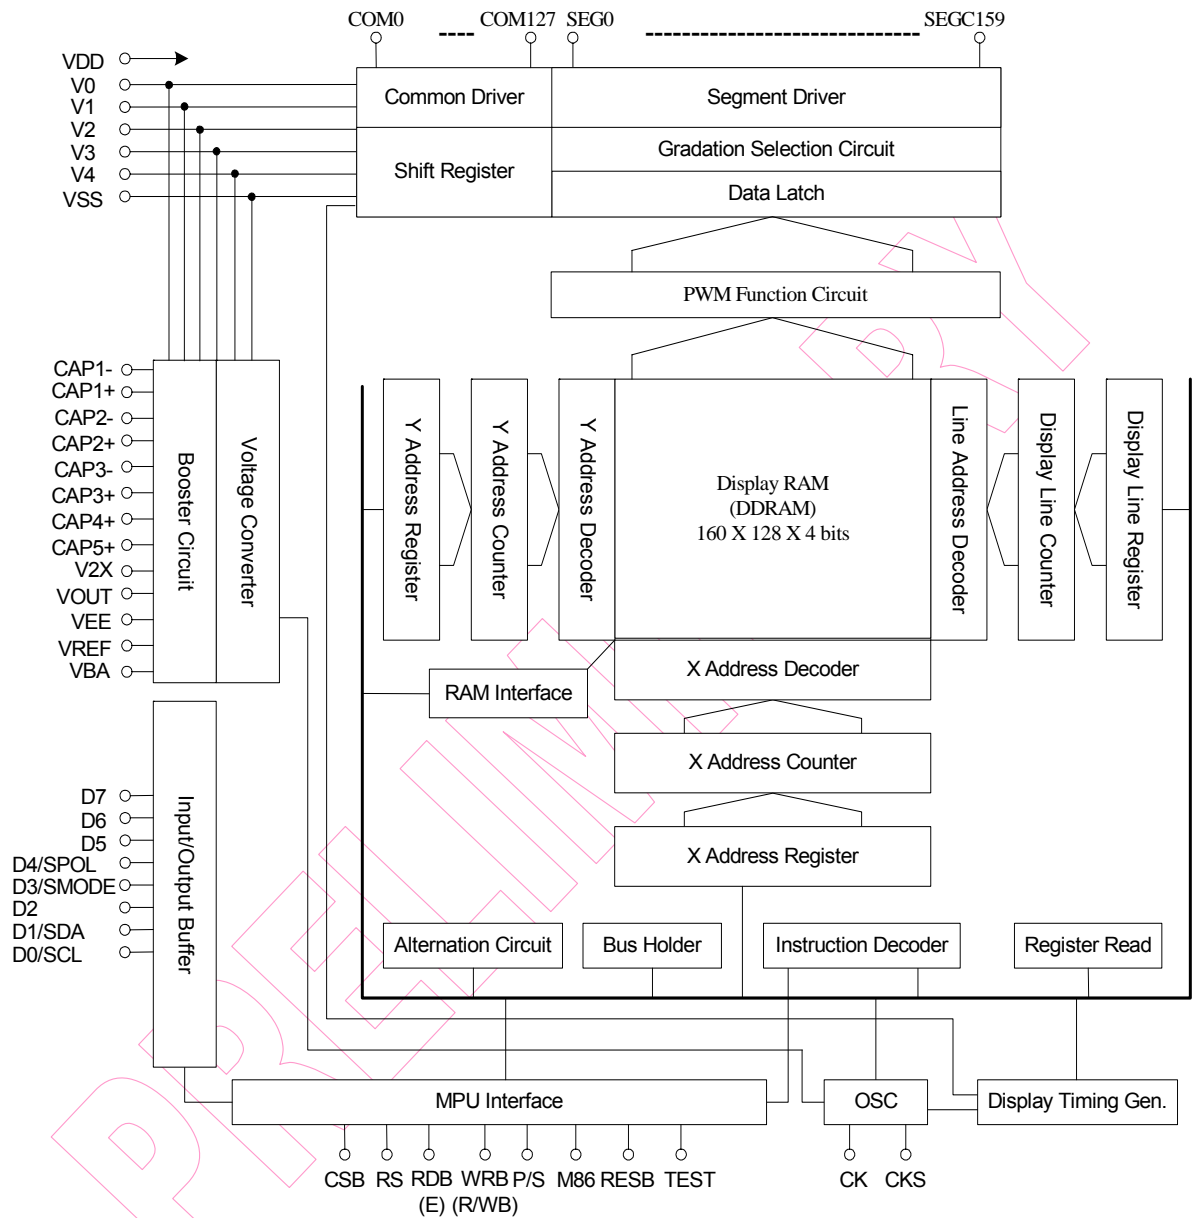 COM0
COM127
SEG0
SEGC159
VDD
V0
V1
V2
V3
V4
VSS
Common Driver
Segment Driver
Shift Register
Gradation Selection Circuit
Data Latch
PWM Function Circuit
CAP1-
CAP1+
CAP2-
CAP2+
CAP3-
CAP3+
CAP4+
CAP5+
V2X
VOUT
VEE
VREF
VBA
Booster Circuit
Voltage Converter
Y Address Register
Y Address Counter
Y Address Decoder
Display RAM
(DDRAM)
160 X 128 X 4 bits
Line Address Decoder
Display Line Counter
Display Line Register
RAM Interface
X Address Decoder
X Address Counter
X Address Register
D7
D6
D5
D4/SPOL
D3/SMODE
D2
D1/SDA
D0/SCL
Input/Output Buffer
Alternation Circuit
Bus Holder
Instruction Decoder
Register Read
MPU Interface
OSC
Display Timing Gen.
CSB
RS
RDB
(E)
WRB
(R/WB)
P/S
M86
RESB
TEST
CK
CKS
PRELIMINARY